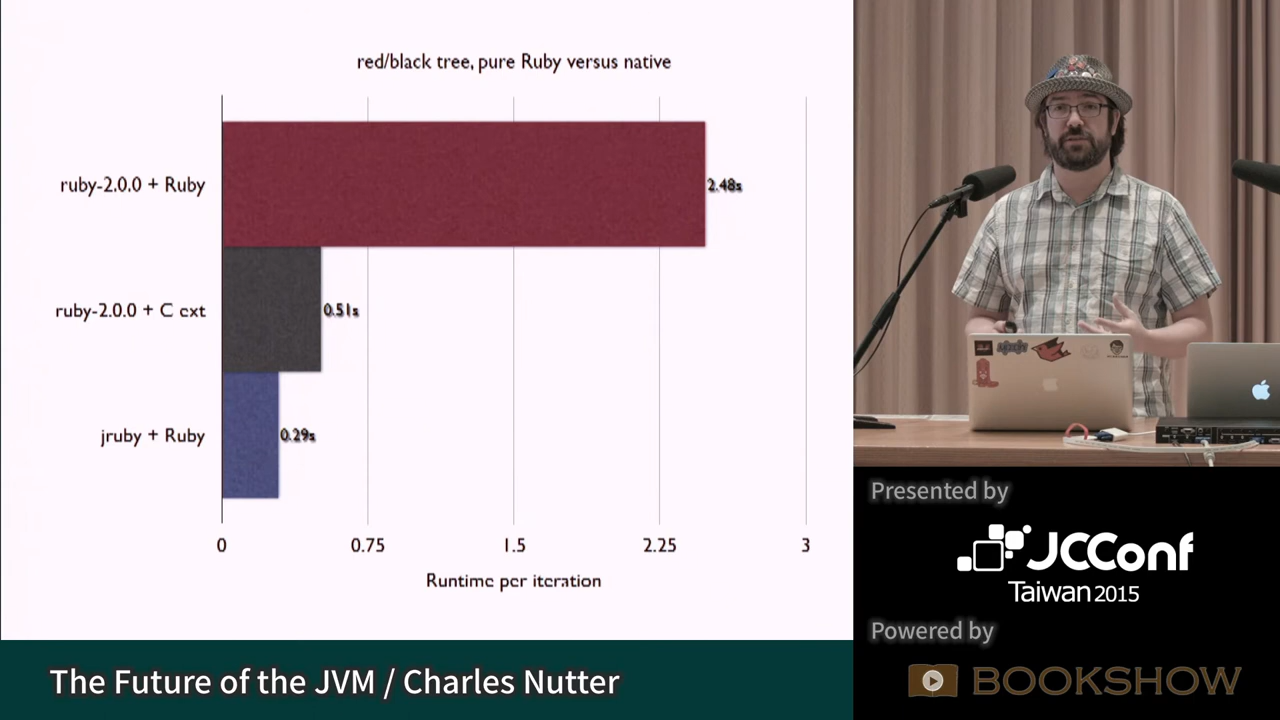 red/black tree, pure Ruby versus native
ruby-2.0.0 + Ruby
2.48s
ruby-2.0.0 + C ext
0.51s
jruby + Ruby
0.29s
0 0.75 1.5 2.25 3
Runtime per iteration
Presented by
JCConf
Taiwan 2015
Powered by
BOOKSHOW
The Future of the JVM / Charles Nutter